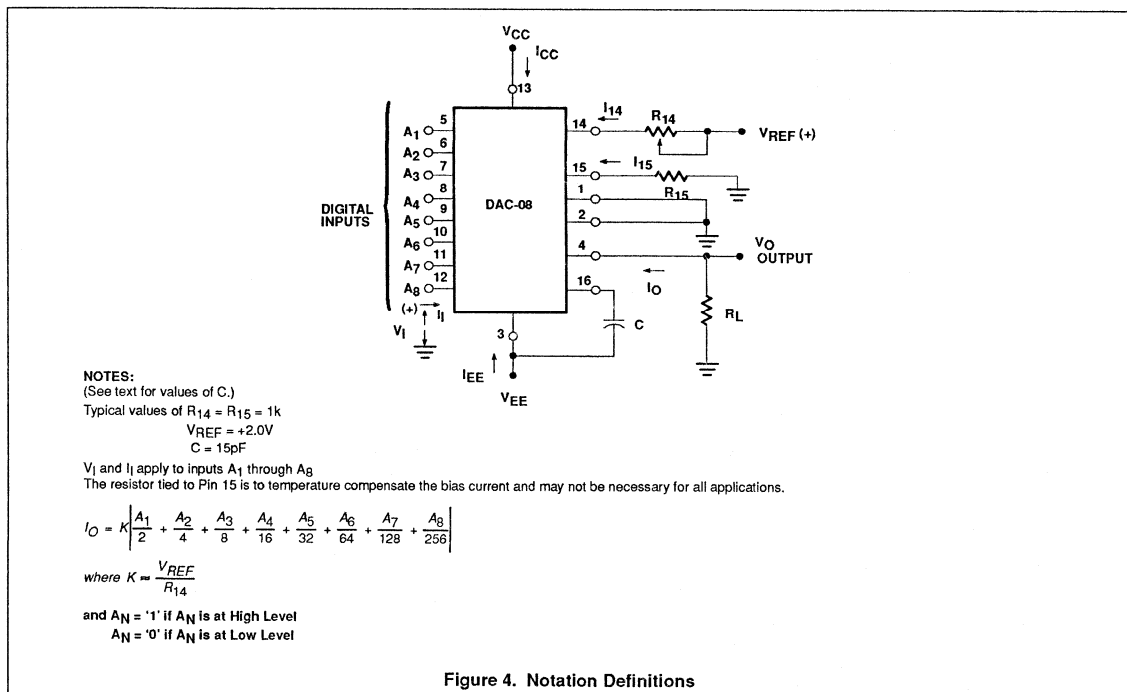 VCC
ICC
13
I14
R14
14
VREF (+)
A1 5
A2 6
A3 7
A4 8
A5 9
A6 10
A7 11
A8 12
DIGITAL
INPUTS
DAC-08
15
I15
R15
1
2
4
VO
OUTPUT
IO
16
C
RL
(+)
II
VI
3
IEE
VEE
NOTES:
(See text for values of C.)
Typical values of R14 = R15 = 1k
VREF = +2.0V
C = 15pF
VI and II apply to inputs A1 through A8
The resistor tied to Pin 15 is to temperature compensate the bias current and may not be necessary for all applications.
IO = K|A1/2 + A2/4 + A3/8 + A4/16 + A5/32 + A6/64 + A7/128 + A8/256|
where K ≈ VREF/R14
and AN = '1' if AN is at High Level
AN = '0' if AN is at Low Level
Figure 4. Notation Definitions